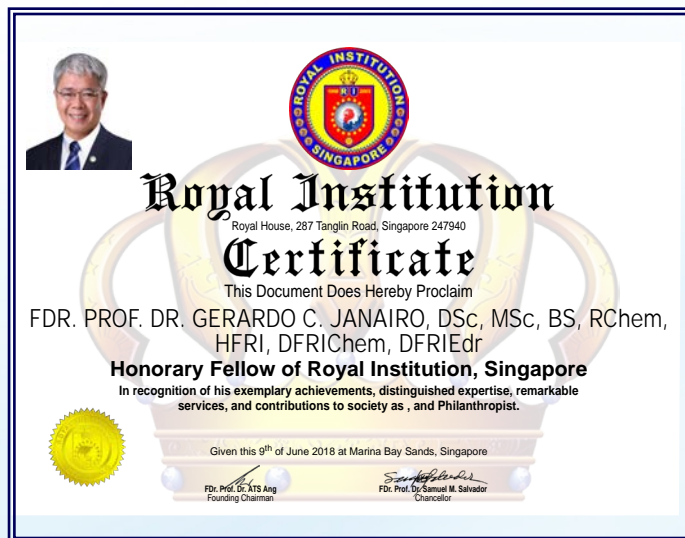 ROYAL INSTITUTION
R I
SINGAPORE
Royal Institution
Royal House, 287 Tanglin Road, Singapore 247940
Certificate
This Document Does Hereby Proclaim
FDR. PROF. DR. GERARDO C. JANAIRO, DSc, MSc, BS, RChem,
HFRI, DFRIChem, DFRIEdr
Honorary Fellow of Royal Institution, Singapore
In recognition of his exemplary achievements, distinguished expertise, remarkable
services, and contributions to society as , and Philanthropist.
Given this 9th of June 2018 at Marina Bay Sands, Singapore
FDr. Prof. Dr. ATS Ang
Founding Chairman
FDr. Prof. Dr. Samuel M. Salvador
Chancellor